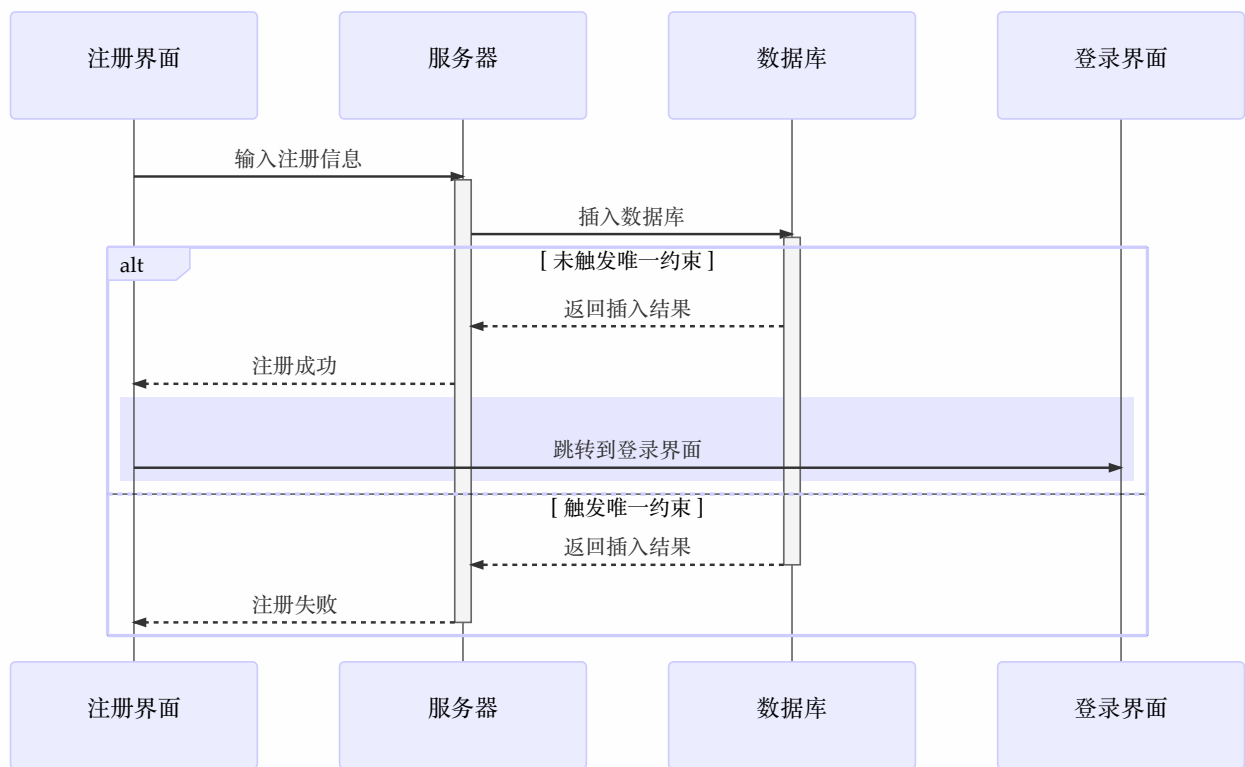 注册界面
服务器
数据库
登录界面
输入注册信息
插入数据库
alt
[ 未触发唯一约束 ]
返回插入结果
注册成功
跳转到登录界面
[ 触发唯一约束 ]
返回插入结果
注册失败
注册界面
服务器
数据库
登录界面